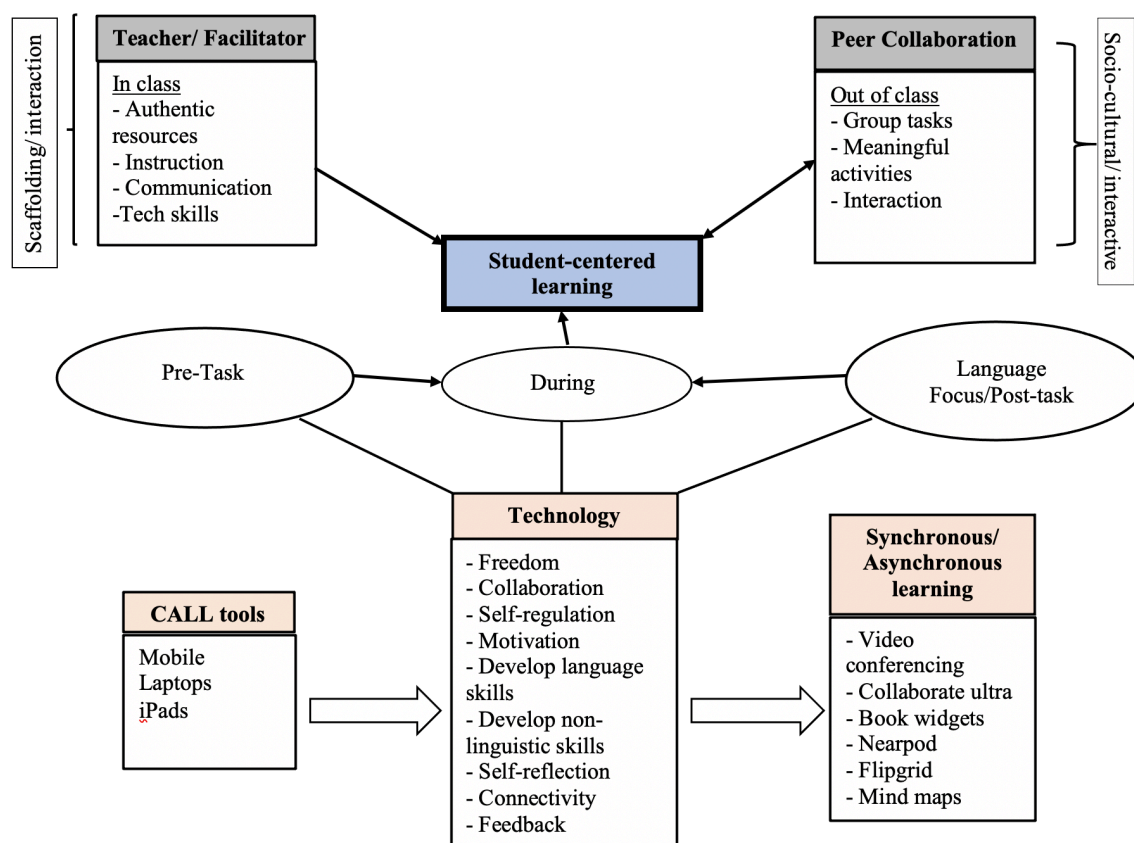 Scaffolding/ interaction
Teacher/ Facilitator
In class
- Authentic
resources
- Instruction
- Communication
-Tech skills
Peer Collaboration
Out of class
- Group tasks
- Meaningful
activities
- Interaction
Socio-cultural/ interactive
Student-centered
learning
Pre-Task
During
Language
Focus/Post-task
CALL tools
Mobile
Laptops
iPads
Technology
- Freedom
- Collaboration
- Self-regulation
- Motivation
- Develop language
skills
- Develop non-
linguistic skills
- Self-reflection
- Connectivity
- Feedback
Synchronous/
Asynchronous
learning
- Video
conferencing
- Collaborate ultra
- Book widgets
- Nearpod
- Flipgrid
- Mind maps